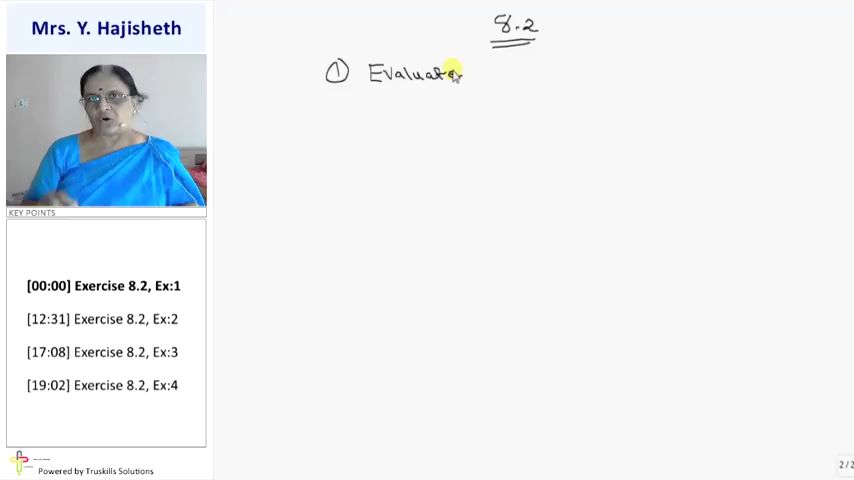 Mrs. Y. Hajisheth
8.2
① Evaluate
KEY POINTS
[00:00] Exercise 8.2, Ex:1
[12:31] Exercise 8.2, Ex:2
[17:08] Exercise 8.2, Ex:3
[19:02] Exercise 8.2, Ex:4
Powered by Truskills Solutions
2/2